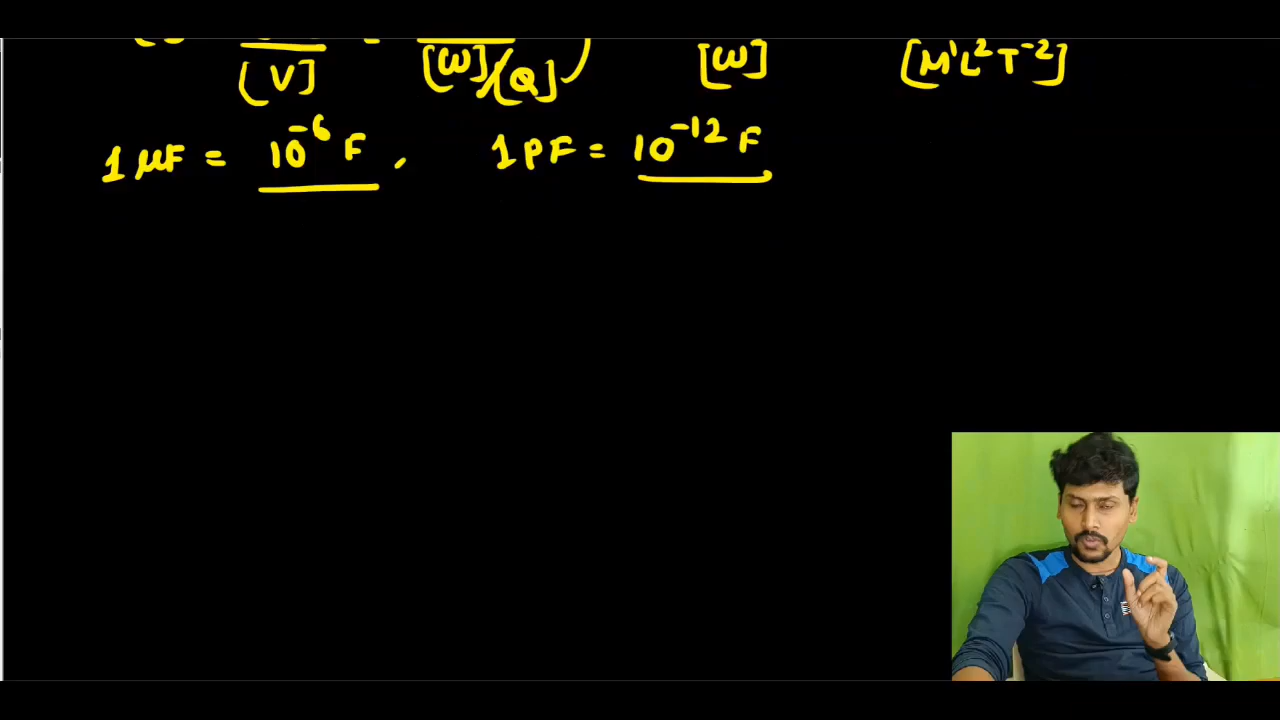 [V] [W]/[Q] [W] [M¹L²T⁻²]
1 μF = 10⁻⁶ F , 1 PF = 10⁻¹² F